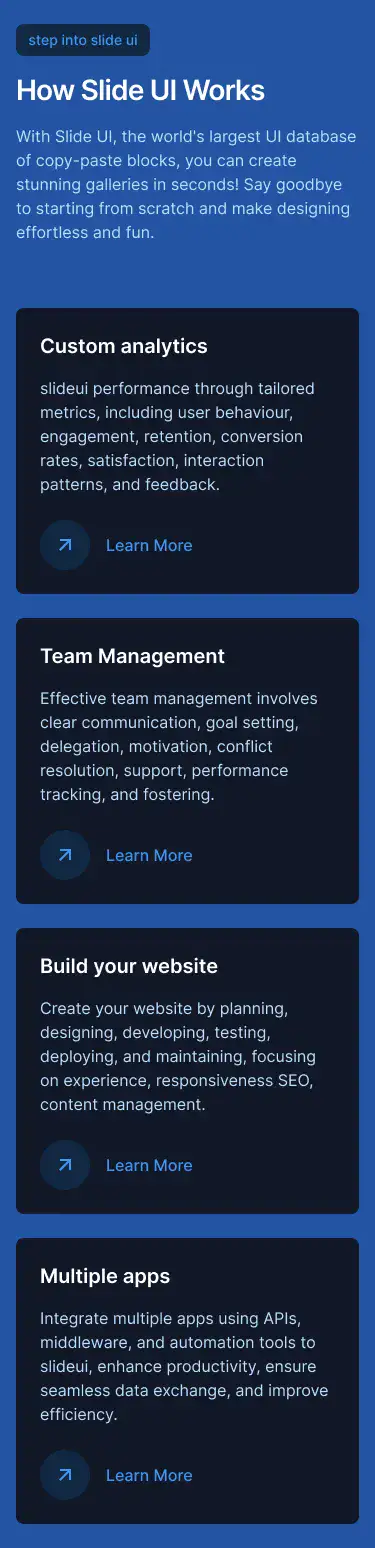 step into slide ui
How Slide UI Works
With Slide UI, the world's largest UI database
of copy-paste blocks, you can create
stunning galleries in seconds! Say goodbye
to starting from scratch and make designing
effortless and fun.
Custom analytics
slideui performance through tailored
metrics, including user behaviour,
engagement, retention, conversion
rates, satisfaction, interaction
patterns, and feedback.
Learn More
Team Management
Effective team management involves
clear communication, goal setting,
delegation, motivation, conflict
resolution, support, performance
tracking, and fostering.
Learn More
Build your website
Create your website by planning,
designing, developing, testing,
deploying, and maintaining, focusing
on experience, responsiveness SEO,
content management.
Learn More
Multiple apps
Integrate multiple apps using APIs,
middleware, and automation tools to
slideui, enhance productivity, ensure
seamless data exchange, and improve
efficiency.
Learn More